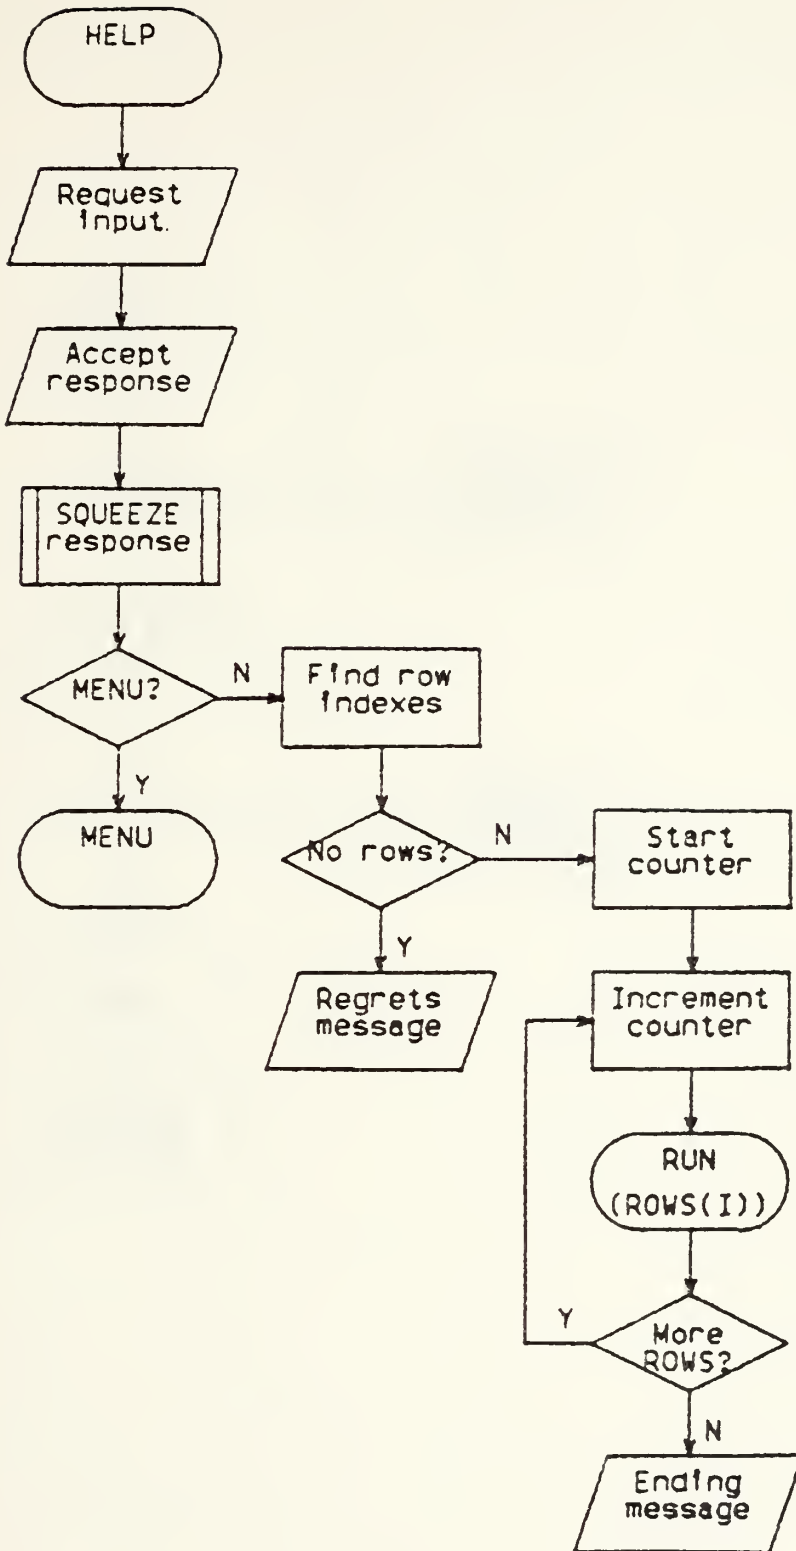 HELP
Request
input.
Accept
response
SQUEEZE
response
MENU?
N
Find row
indexes
Y
MENU
No rows?
N
Start
counter
Y
Regrets
message
Increment
counter
RUN
(ROWS(I))
Y
More
ROWS?
N
Ending
message